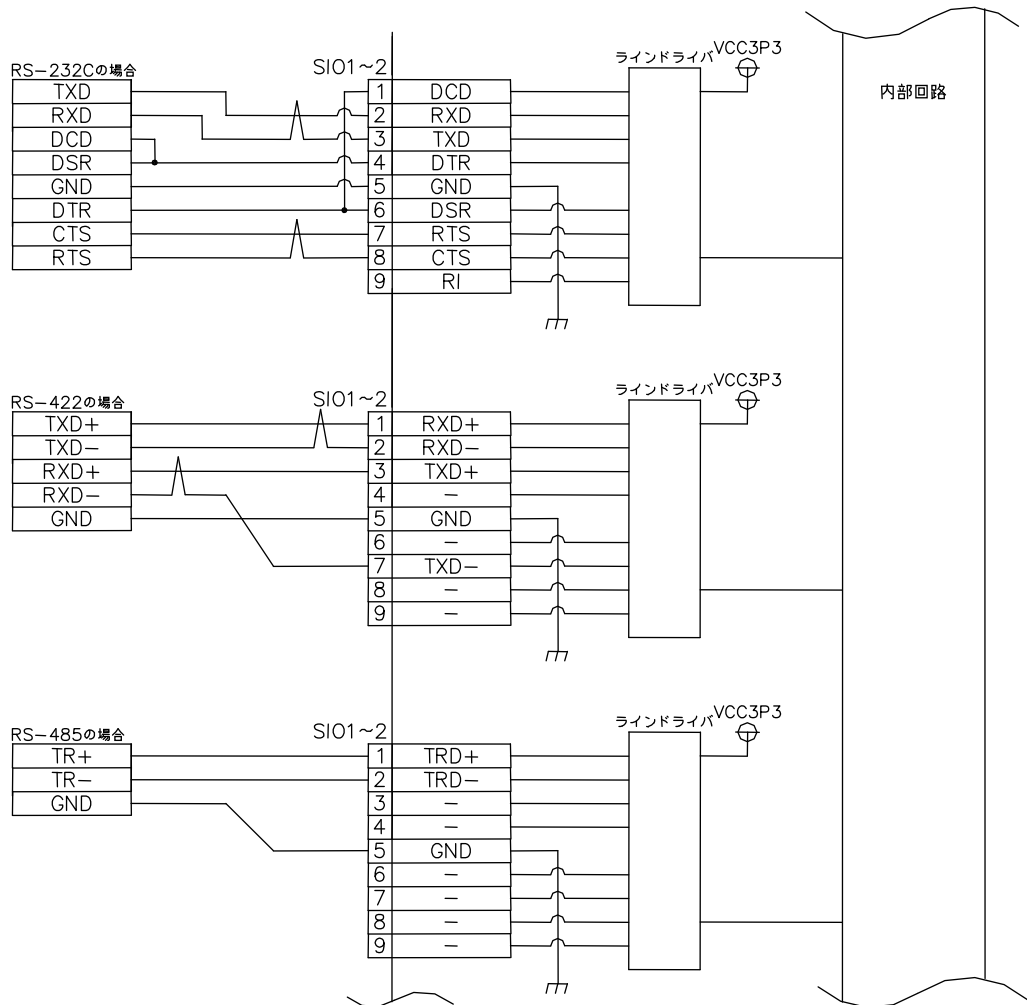 内部回路
RS-232Cの場合
SIO1~2
ラインドライバ
VCC3P3
TXD 1 DCD
RXD 2 RXD
DCD 3 TXD
DSR 4 DTR
GND 5 GND
DTR 6 DSR
CTS 7 RTS
RTS 8 CTS
9 RI
RS-422の場合
SIO1~2
ラインドライバ
VCC3P3
TXD+ 1 RXD+
TXD- 2 RXD-
RXD+ 3 TXD+
RXD- 4 -
GND 5 GND
6 -
7 TXD-
8 -
9 -
RS-485の場合
SIO1~2
ラインドライバ
VCC3P3
TR+ 1 TRD+
TR- 2 TRD-
GND 3 -
4 -
5 GND
6 -
7 -
8 -
9 -